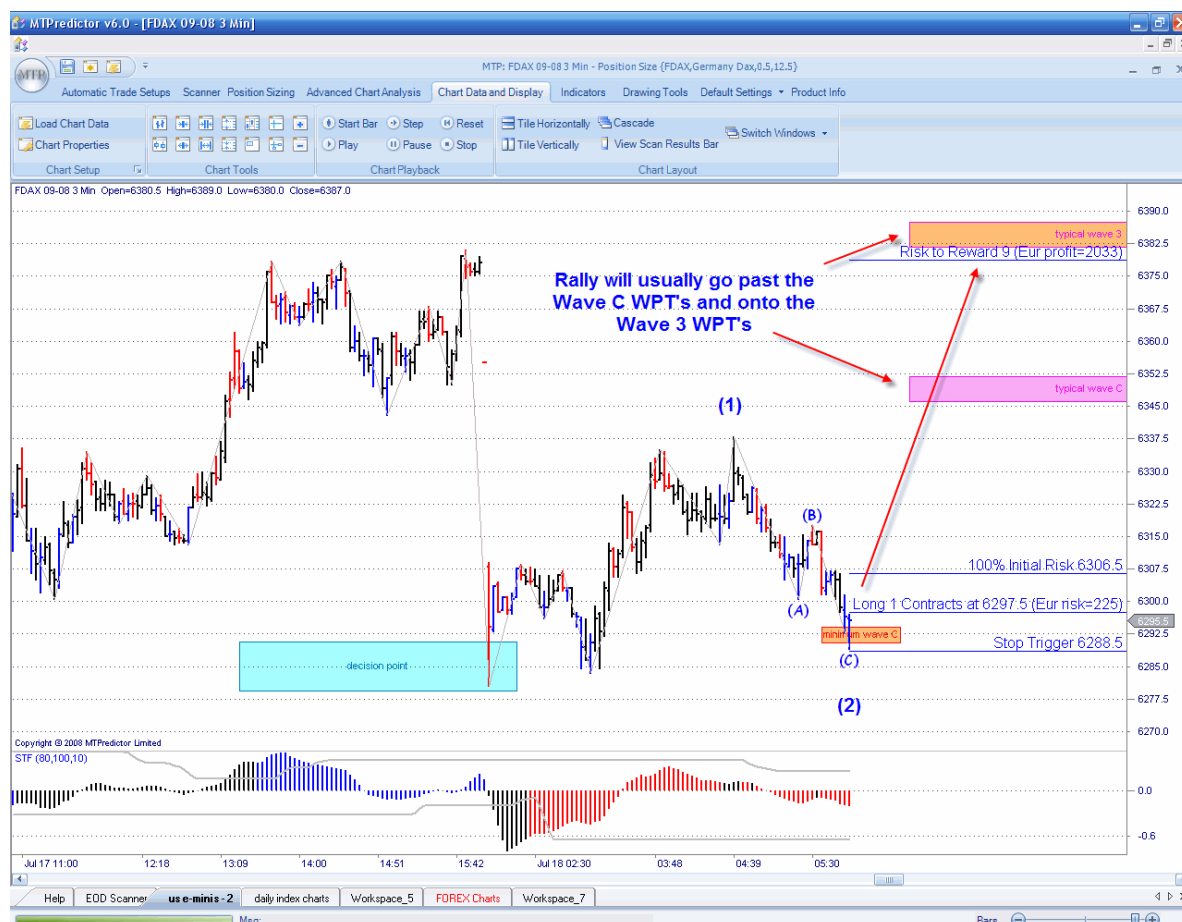 MTPredictor v6.0 - [FDAX 09-08 3 Min]
MTP
MTP: FDAX 09-08 3 Min - Position Size {FDAX,Germany Dax,0.5,12.5}
Automatic Trade Setups Scanner Position Sizing Advanced Chart Analysis Chart Data and Display Indicators Drawing Tools Default Settings Product Info
Load Chart Data Start Bar Step Reset Tile Horizontally Cascade Switch Windows
Chart Properties Play Pause Stop Tile Vertically View Scan Results Bar
Chart Setup Chart Tools Chart Playback Chart Layout
FDAX 09-08 3 Min Open=6380.5 High=6389.0 Low=6380.0 Close=6387.0
6390.0
typical wave 3
6382.5
Risk to Reward 9 (Eur profit=2033)
6375.0
Rally will usually go past the
Wave C WPT's and onto the
Wave 3 WPT's
6367.5
6360.0
6352.5
typical wave C
6345.0
(1)
6337.5
6330.0
6322.5
(B)
6315.0
100% Initial Risk 6306.5
6307.5
(A)
Long 1 Contracts at 6297.5 (Eur risk=225)
6300.0
6295.5
minimum wave C
6292.5
Stop Trigger 6288.5
(C)
decision point
6285.0
6277.5
(2)
6270.0
Copyright © 2008 MTPredictor Limited
STF (80,100,10)
0.0
-0.6
Jul 17 11:00 12:18 13:09 14:00 14:51 15:42 Jul 18 02:30 03:48 04:39 05:30
Help EOD Scanner us e-minis - 2 daily index charts Workspace_5 FOREX Charts Workspace_7
Msg: Bars